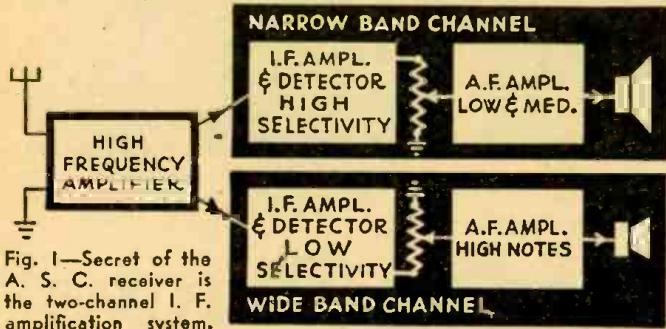 NARROW BAND CHANNEL
I.F. AMPL.
& DETECTOR
HIGH
SELECTIVITY
A.F. AMPL.
LOW & MED.
HIGH
FREQUENCY
AMPLIFIER
I.F. AMPL.
& DETECTOR
LOW
SELECTIVITY
A.F. AMPL.
HIGH NOTES
WIDE BAND CHANNEL
Fig. 1—Secret of the
A. S. C. receiver is
the two-channel I. F.
amplification system.